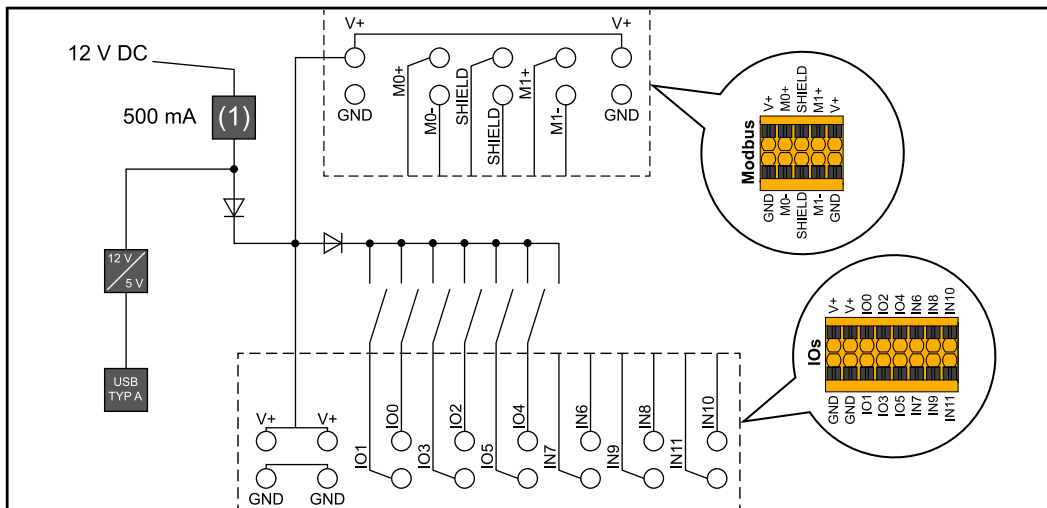 12 V DC
500 mA
(1)
12 V
5 V
USB
TYP A
V+
V+
GND
M0+
M0-
SHIELD
SHIELD
M1+
M1-
GND
V+
M0+
SHIELD
M1+
V+
Modbus
GND
M0-
SHIELD
M1-
GND
V+
V+
GND
GND
IO1
IO0
IO3
IO2
IO5
IO4
IN7
IN6
IN9
IN8
IN11
IN10
V+
V+
IO0
IO2
IO4
IN6
IN8
IN10
IOs
GND
GND
IO1
IO3
IO5
IN7
IN9
IN11